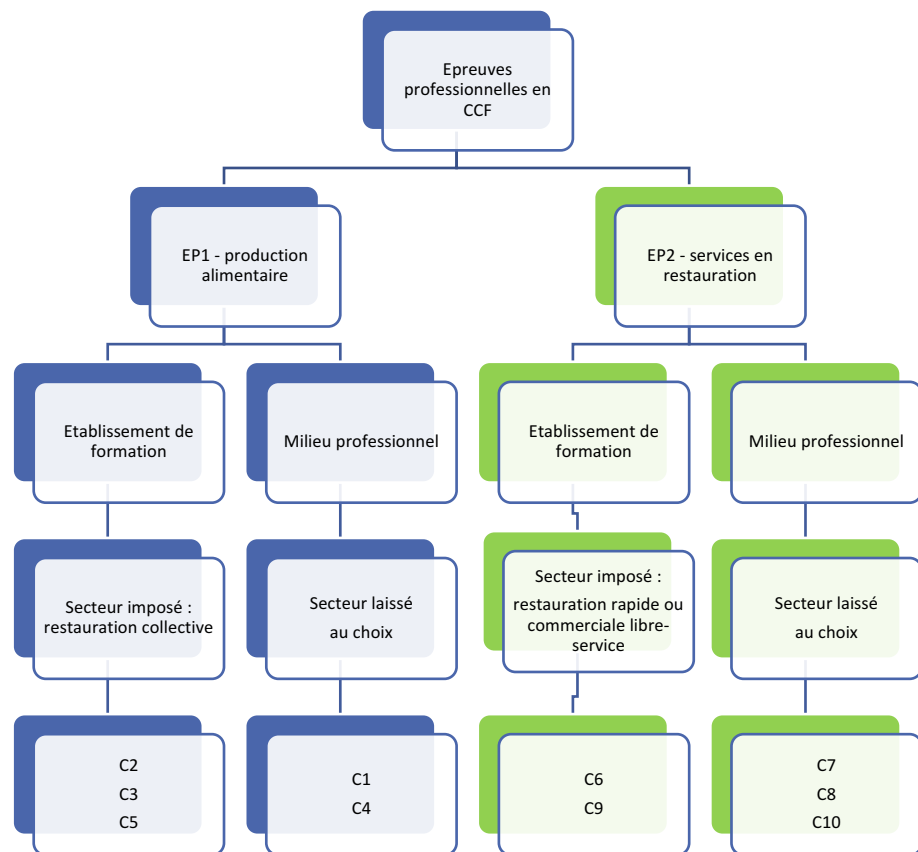 Epreuves
professionnelles en
CCF
EP1 - production
alimentaire
EP2 - services en
restauration
Etablissement de
formation
Milieu professionnel
Etablissement de
formation
Milieu professionnel
Secteur imposé :
restauration collective
Secteur laissé
au choix
Secteur imposé :
restauration rapide ou
commerciale libre-
service
Secteur laissé
au choix
C2
C3
C5
C1
C4
C6
C9
C7
C8
C10